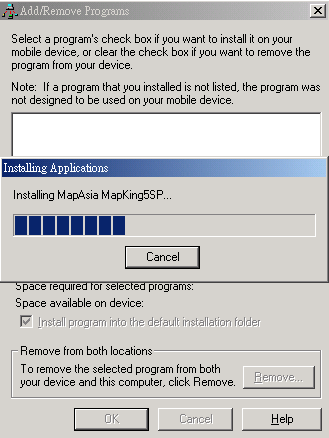 Add/Remove Programs
Select a program's check box if you want to install it on your
mobile device, or clear the check box if you want to remove the
program from your device.
Note:  If a program that you installed is not listed, the program was
not designed to be used on your mobile device.
Installing Applications
Installing MapAsia MapKing5SP...
Cancel
Space required for selected programs:
Space available on device:
Install program into the default installation folder
Remove from both locations
To remove the selected program from both
your device and this computer, click Remove.
Remove...
OK
Cancel
Help